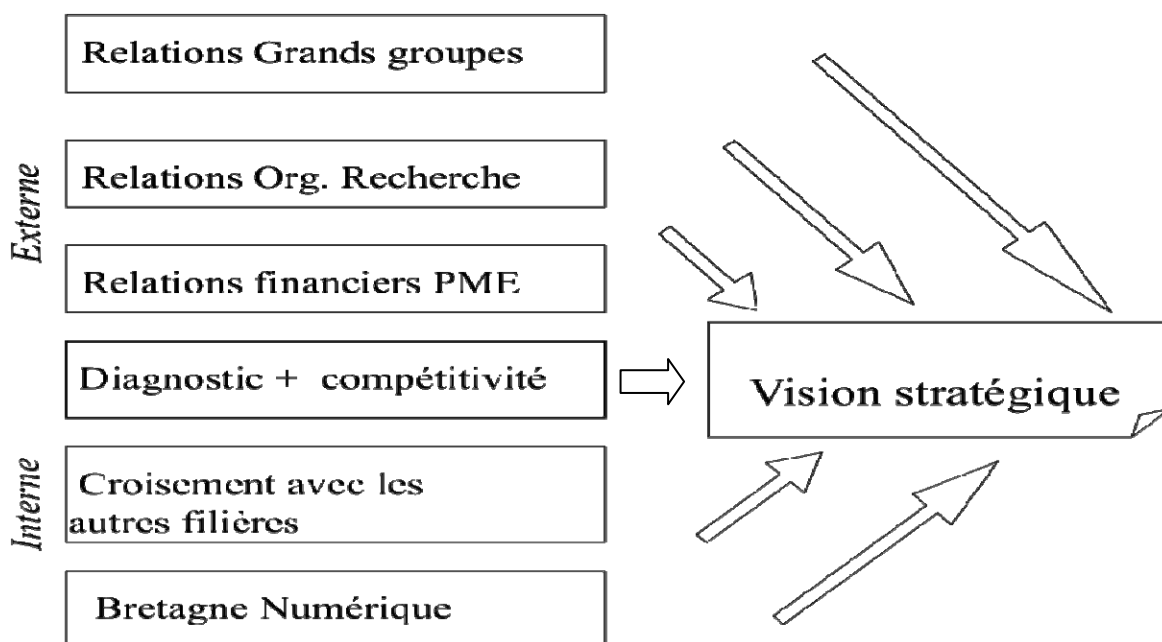 Relations Grands groupes
Externe
Relations Org. Recherche
Relations financiers PME
Diagnostic + compétitivité
Vision stratégique
Interne
Croisement avec les
autres filières
Bretagne Numérique